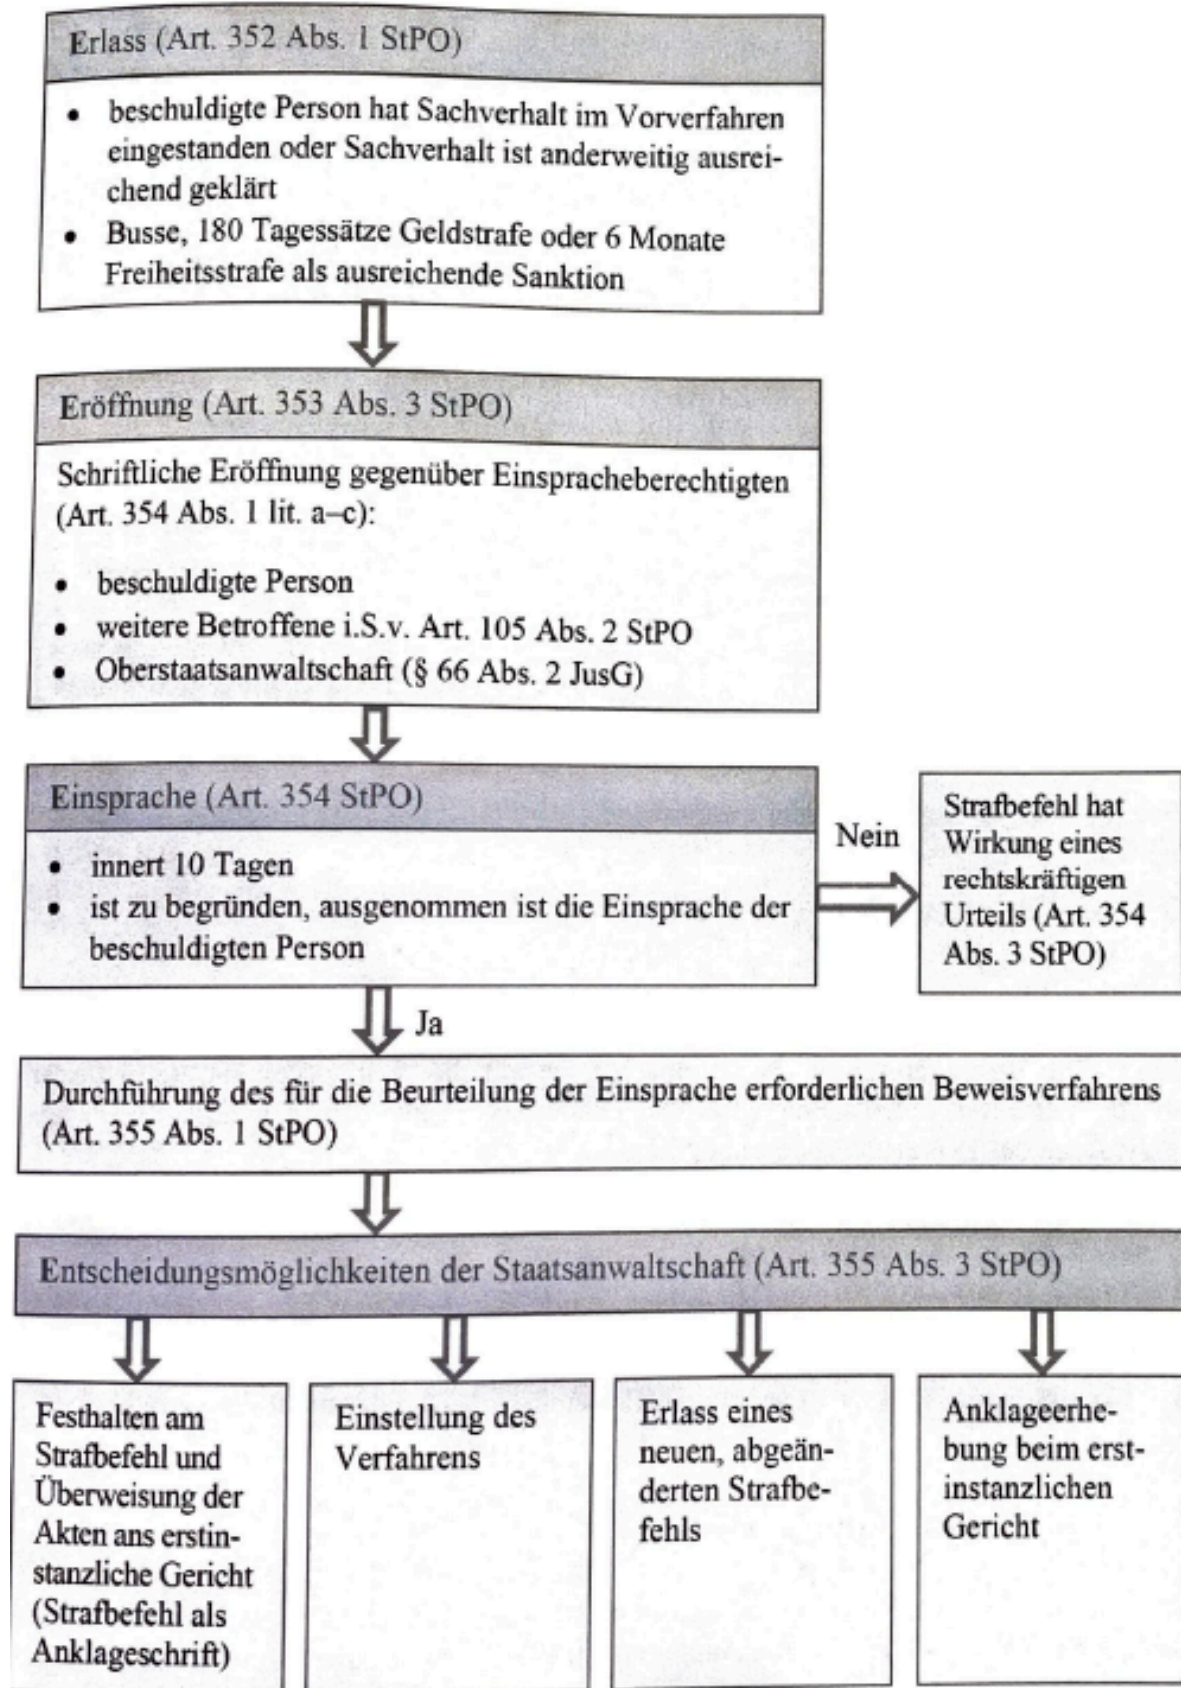 Erlass (Art. 352 Abs. 1 StPO)
• beschuldigte Person hat Sachverhalt im Vorverfahren
eingestanden oder Sachverhalt ist anderweitig ausrei-
chend geklärt
• Busse, 180 Tagessätze Geldstrafe oder 6 Monate
Freiheitsstrafe als ausreichende Sanktion
Eröffnung (Art. 353 Abs. 3 StPO)
Schriftliche Eröffnung gegenüber Einspracheberechtigten
(Art. 354 Abs. 1 lit. a–c):
• beschuldigte Person
• weitere Betroffene i.S.v. Art. 105 Abs. 2 StPO
• Oberstaatsanwaltschaft (§ 66 Abs. 2 JusG)
Einsprache (Art. 354 StPO)
• innert 10 Tagen
• ist zu begründen, ausgenommen ist die Einsprache der
beschuldigten Person
Nein
Strafbefehl hat
Wirkung eines
rechtskräftigen
Urteils (Art. 354
Abs. 3 StPO)
Ja
Durchführung des für die Beurteilung der Einsprache erforderlichen Beweisverfahrens
(Art. 355 Abs. 1 StPO)
Entscheidungsmöglichkeiten der Staatsanwaltschaft (Art. 355 Abs. 3 StPO)
Festhalten am
Strafbefehl und
Überweisung der
Akten ans erstin-
stanzliche Gericht
(Strafbefehl als
Anklageschrift)
Einstellung des
Verfahrens
Erlass eines
neuen, abgeän-
derten Strafbe-
fehls
Anklageerhe-
bung beim erst-
instanzlichen
Gericht